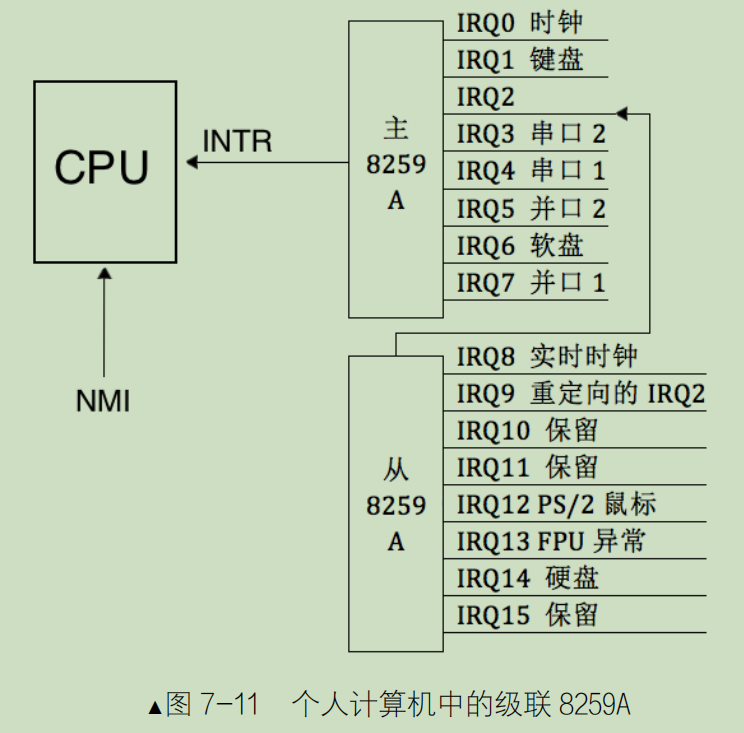 CPU
INTR
NMI
主
8259
A
IRQ0 时钟
IRQ1 键盘
IRQ2
IRQ3 串口 2
IRQ4 串口 1
IRQ5 并口 2
IRQ6 软盘
IRQ7 并口 1
从
8259
A
IRQ8 实时时钟
IRQ9 重定向的 IRQ2
IRQ10 保留
IRQ11 保留
IRQ12 PS/2 鼠标
IRQ13 FPU 异常
IRQ14 硬盘
IRQ15 保留
▲图 7-11 个人计算机中的级联 8259A